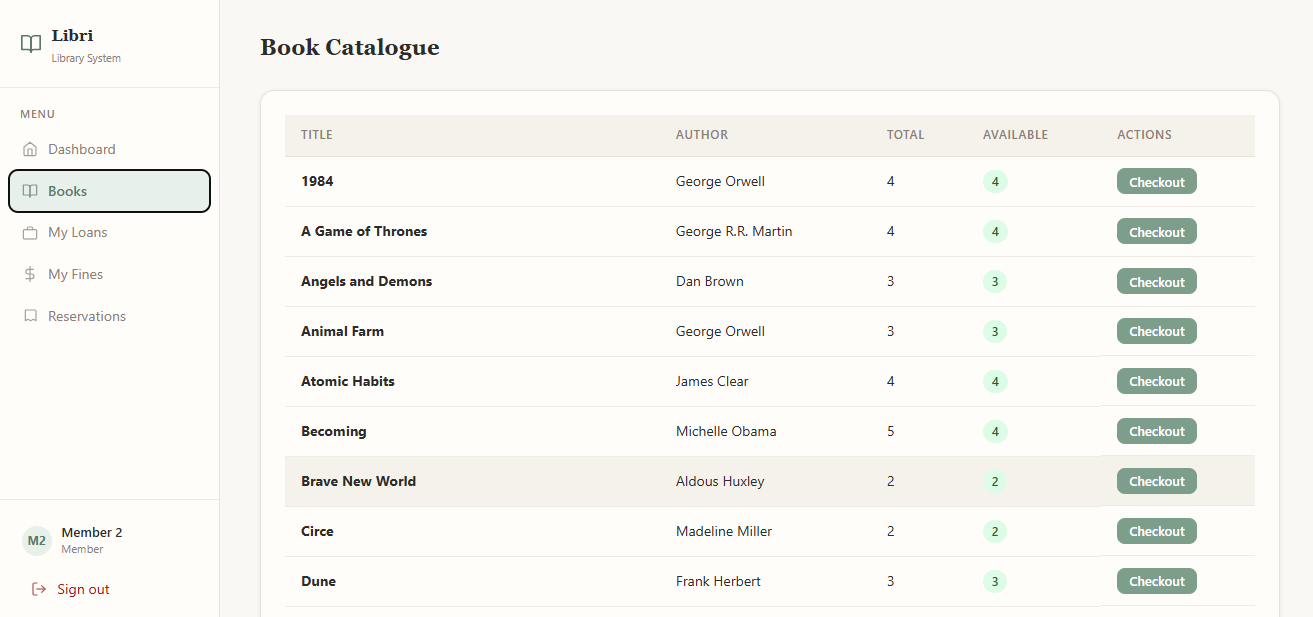 Libri
Library System
MENU
Dashboard
Books
My Loans
My Fines
Reservations
M2
Member 2
Member
Sign out
Book Catalogue
TITLE AUTHOR TOTAL AVAILABLE ACTIONS
1984 George Orwell 4 4 Checkout
A Game of Thrones George R.R. Martin 4 4 Checkout
Angels and Demons Dan Brown 3 3 Checkout
Animal Farm George Orwell 3 3 Checkout
Atomic Habits James Clear 4 4 Checkout
Becoming Michelle Obama 5 4 Checkout
Brave New World Aldous Huxley 2 2 Checkout
Circe Madeline Miller 2 2 Checkout
Dune Frank Herbert 3 3 Checkout